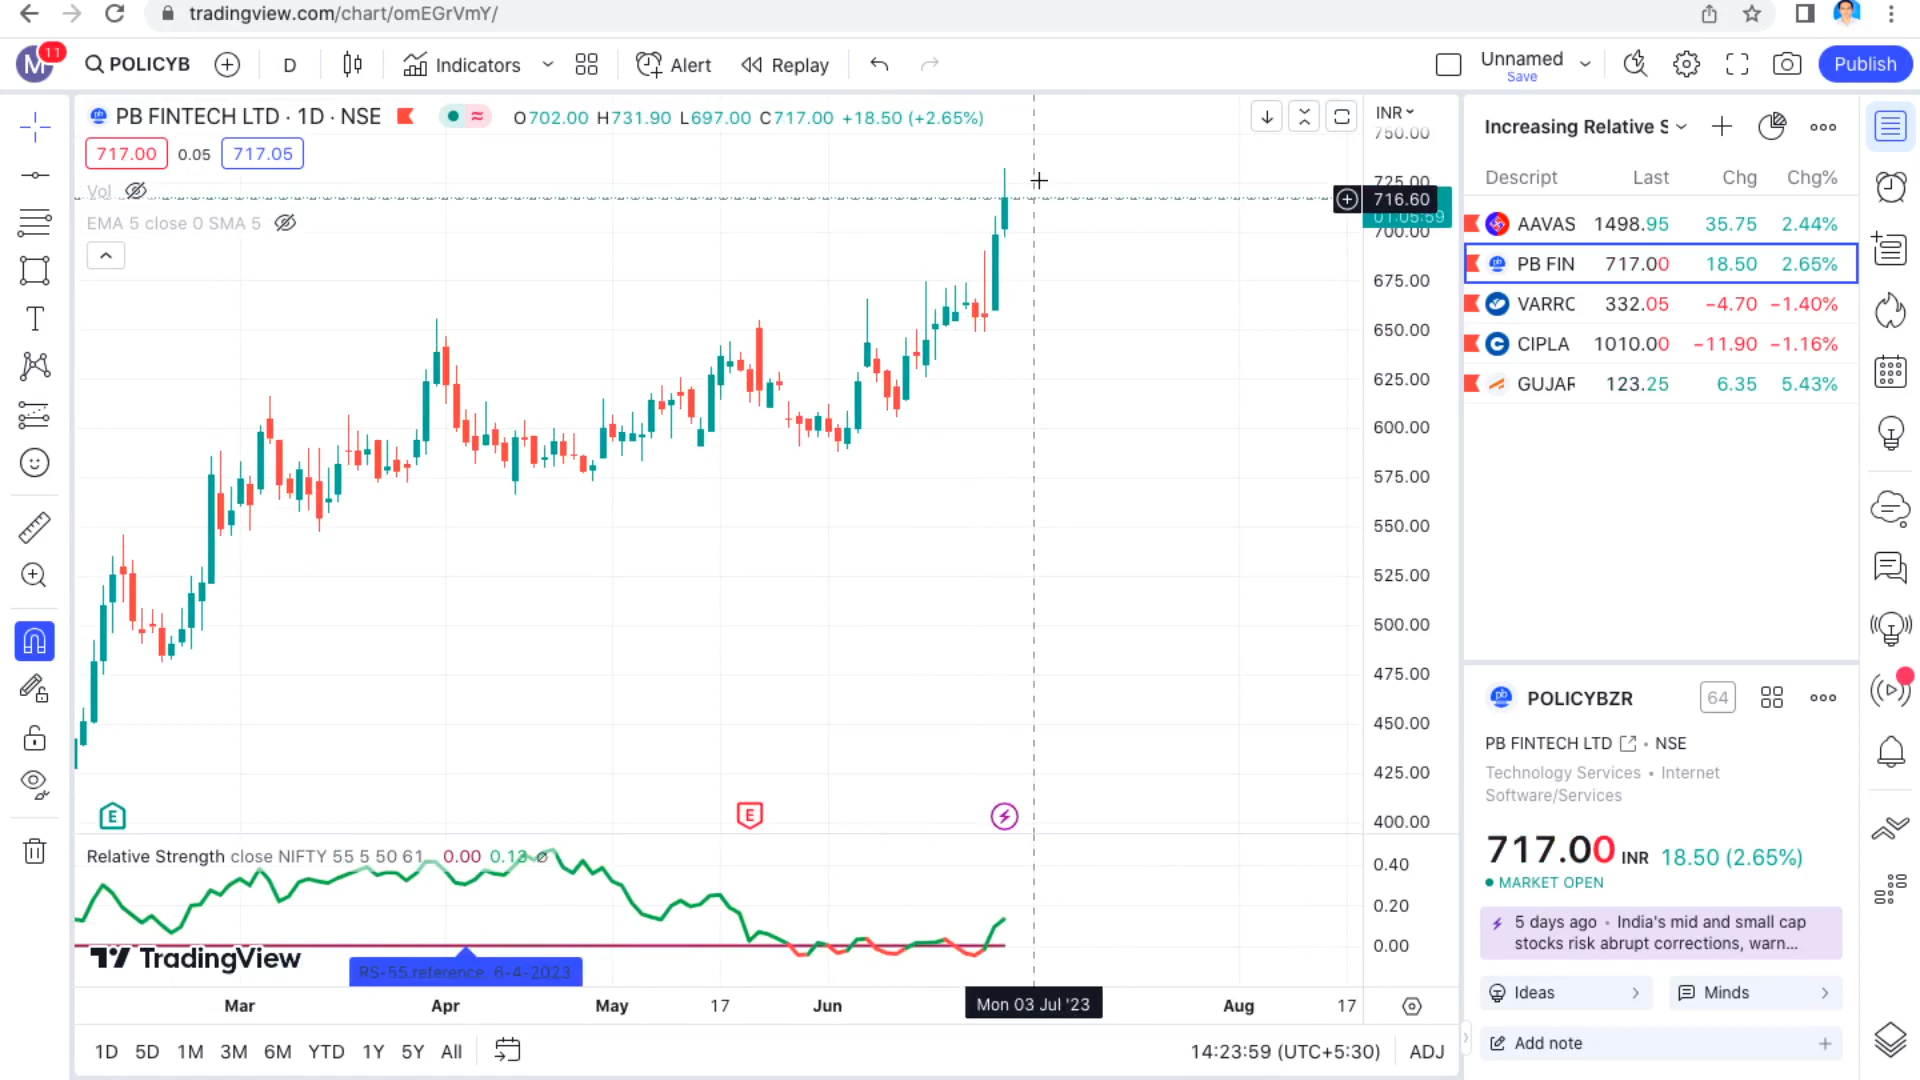 tradingview.com/chart/omEGrVmY/
M 11 POLICYB D Indicators Alert Replay Unnamed Save Publish
PB FINTECH LTD · 1D · NSE O702.00 H731.90 L697.00 C717.00 +18.50 (+2.65%)
717.00 0.05 717.05
Vol
EMA 5 close 0 SMA 5
INR
750.00
725.00
716.60
01:05:59
700.00
675.00
650.00
625.00
600.00
575.00
550.00
525.00
500.00
475.00
450.00
425.00
400.00
E E
Relative Strength close NIFTY 55 5 50 61 0.00 0.13 ∅
0.40
0.20
0.00
TradingView
RS-55 reference 6-4-2023
Mar Apr May 17 Jun Mon 03 Jul '23 Aug 17
1D 5D 1M 3M 6M YTD 1Y 5Y All 14:23:59 (UTC+5:30) ADJ
Increasing Relative S
Descript Last Chg Chg%
AAVAS 1498.95 35.75 2.44%
PB FIN 717.00 18.50 2.65%
VARRC 332.05 −4.70 −1.40%
CIPLA 1010.00 −11.90 −1.16%
GUJAF 123.25 6.35 5.43%
pb POLICYBZR 64
PB FINTECH LTD • NSE
Technology Services • Internet
Software/Services
717.00 INR 18.50 (2.65%)
MARKET OPEN
5 days ago • India's mid and small cap
stocks risk abrupt corrections, warn...
Ideas Minds
Add note